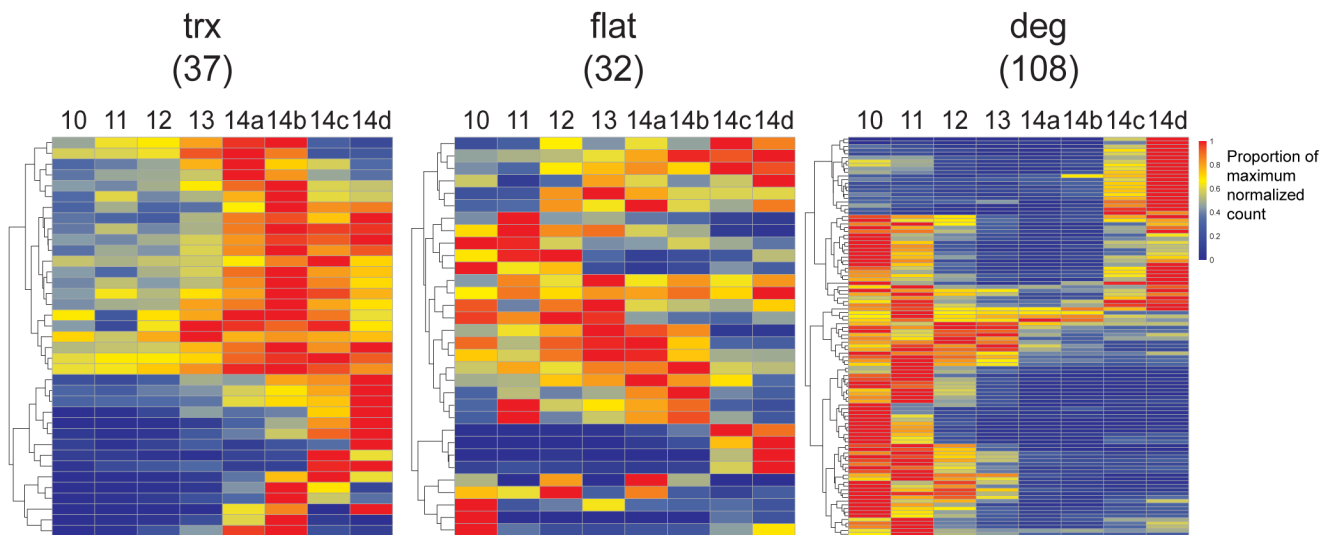 trx
(37)
10 11 12 13 14a 14b 14c 14d
flat
(32)
10 11 12 13 14a 14b 14c 14d
deg
(108)
10 11 12 13 14a 14b 14c 14d
1
0.8
0.6
0.4
0.2
0
Proportion of
maximum
normalized
count